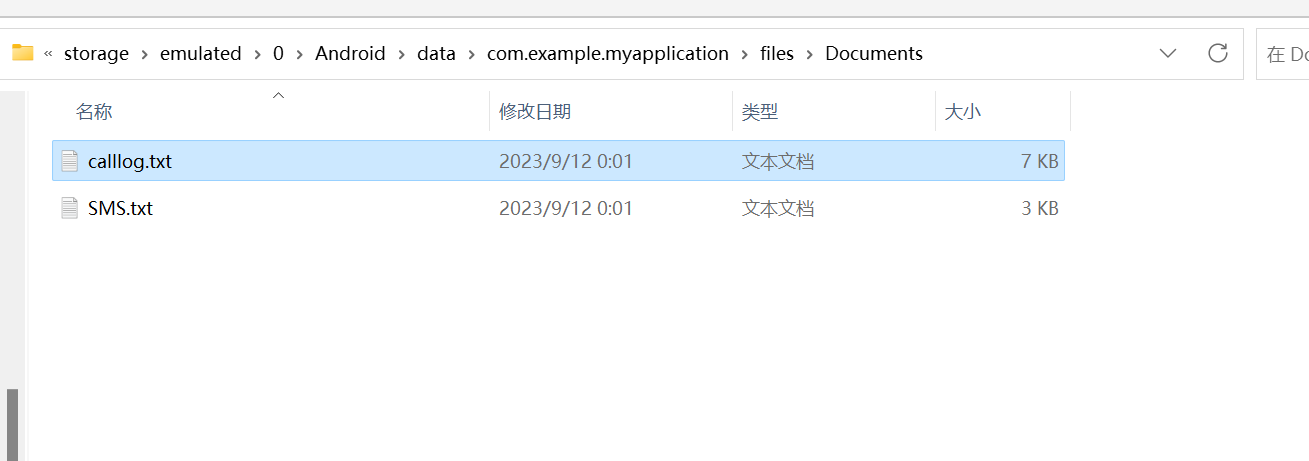 « storage › emulated › 0 › Android › data › com.example.myapplication › files › Documents 在 Do
名称 修改日期 类型 大小
calllog.txt 2023/9/12 0:01 文本文档 7 KB
SMS.txt 2023/9/12 0:01 文本文档 3 KB